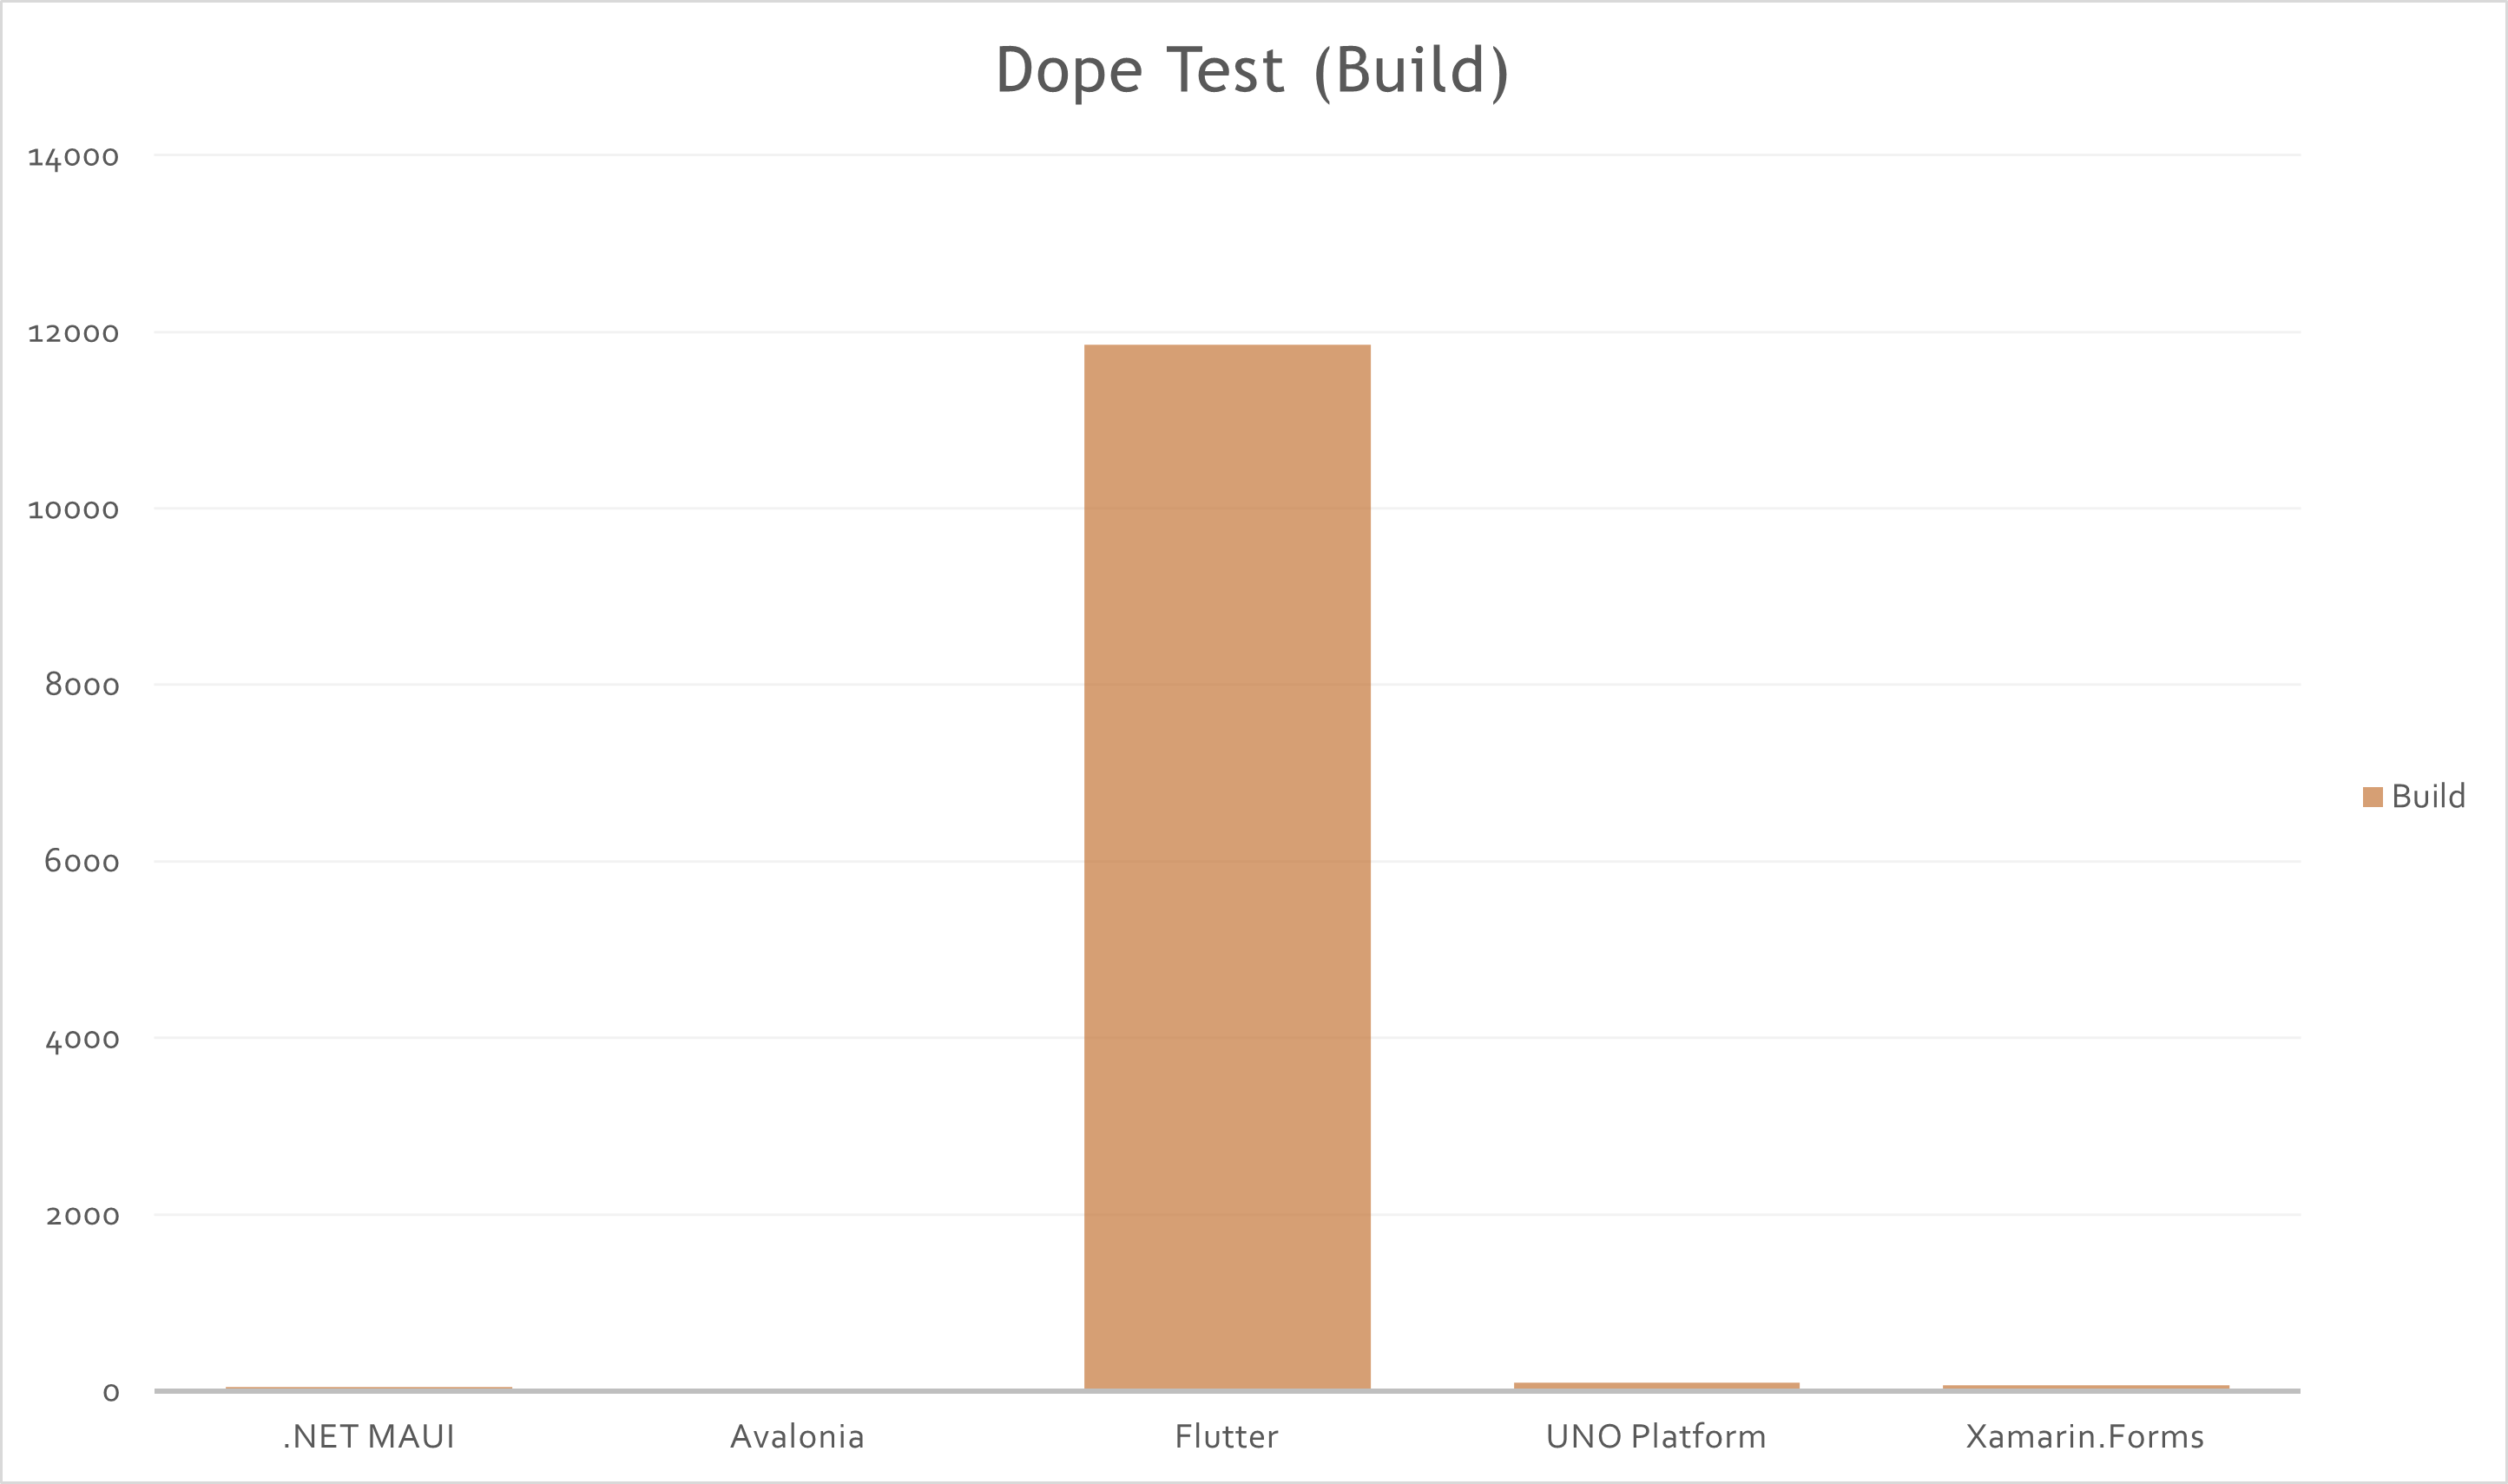 Dope Test (Build)
14000
12000
10000
8000
6000
4000
2000
0
.NET MAUI
Avalonia
Flutter
UNO Platform
Xamarin.Forms
Build